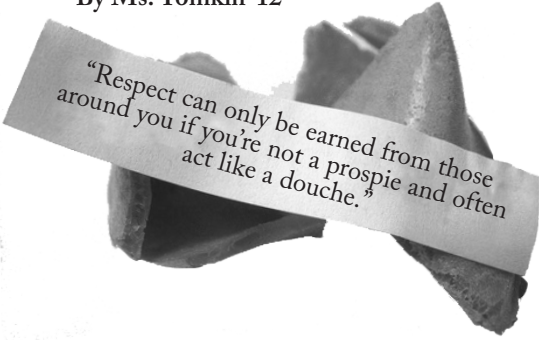 By Ms. Tomkin '12
“Respect can only be earned from those
around you if you're not a prospie and often
act like a douche.”